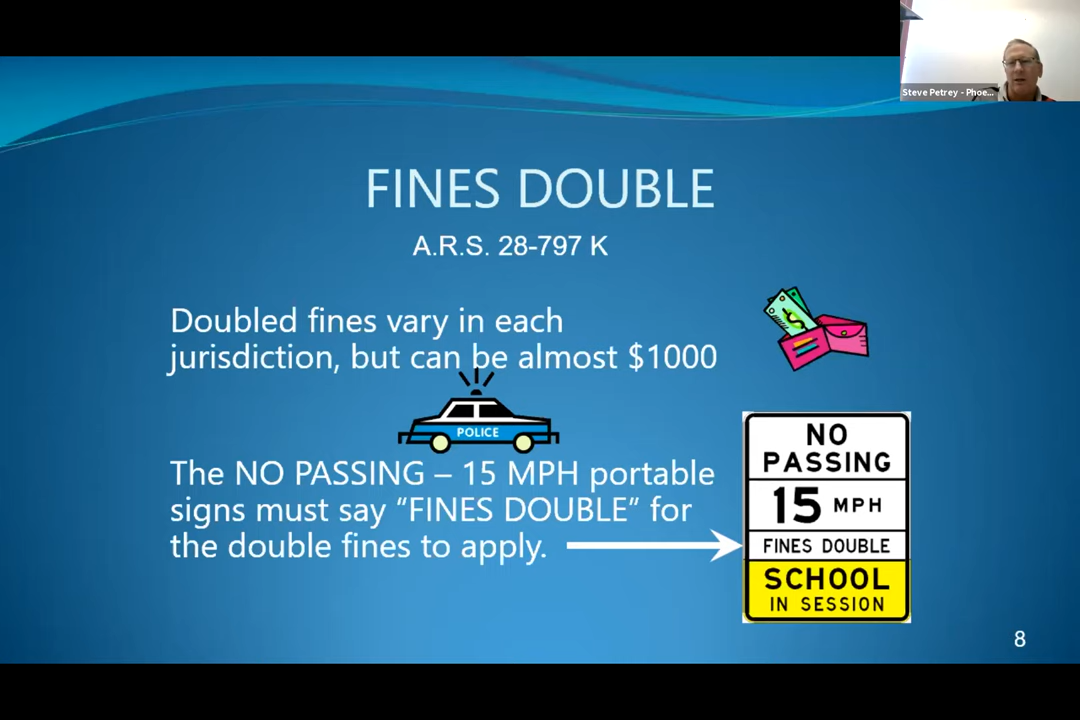 Steve Petrey - Phoe...
FINES DOUBLE
A.R.S. 28-797 K
Doubled fines vary in each
jurisdiction, but can be almost $1000
POLICE
The NO PASSING – 15 MPH portable
signs must say “FINES DOUBLE” for
the double fines to apply.
NO
PASSING
15 MPH
FINES DOUBLE
SCHOOL
IN SESSION
8